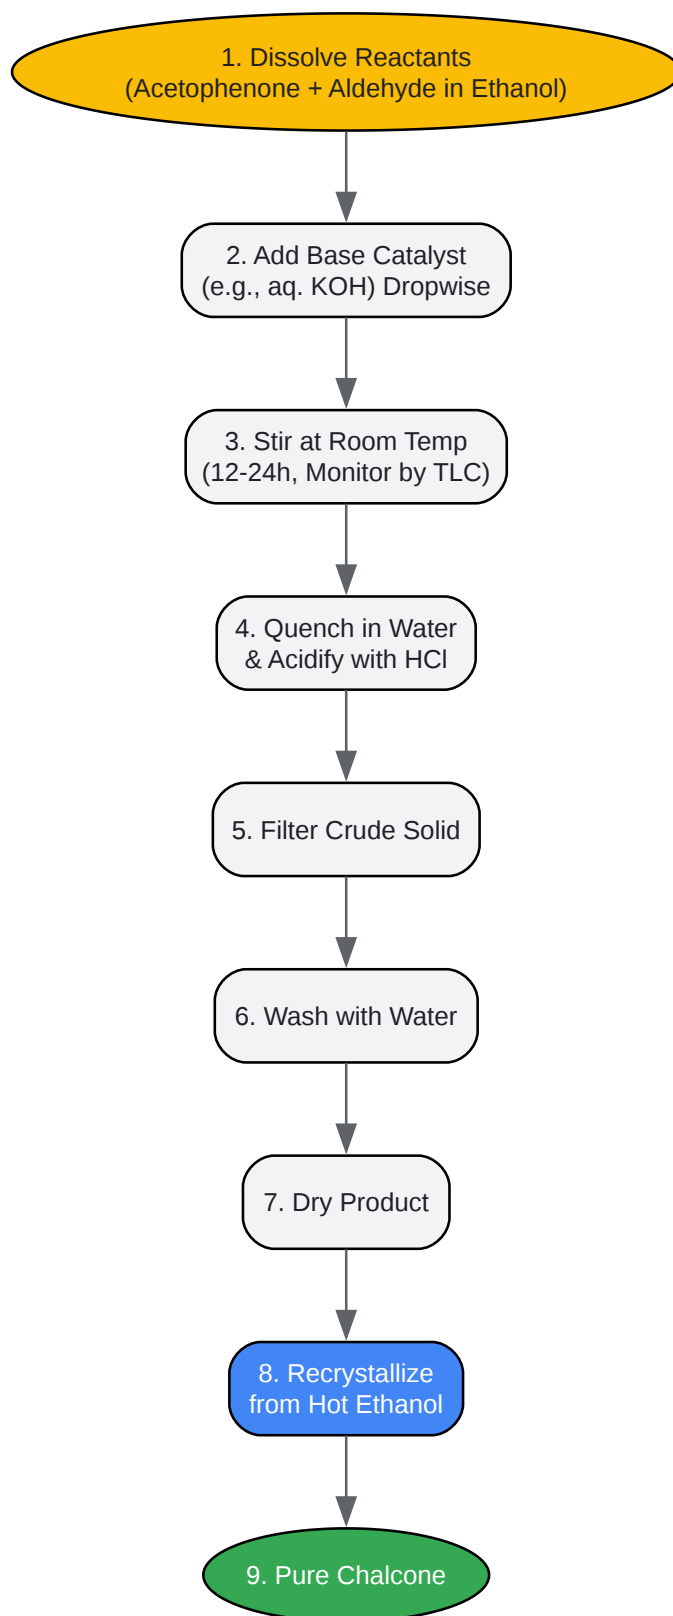 1. Dissolve Reactants
(Acetophenone + Aldehyde in Ethanol)
2. Add Base Catalyst
(e.g., aq. KOH) Dropwise
3. Stir at Room Temp
(12-24h, Monitor by TLC)
4. Quench in Water
& Acidify with HCl
5. Filter Crude Solid
6. Wash with Water
7. Dry Product
8. Recrystallize
from Hot Ethanol
9. Pure Chalcone